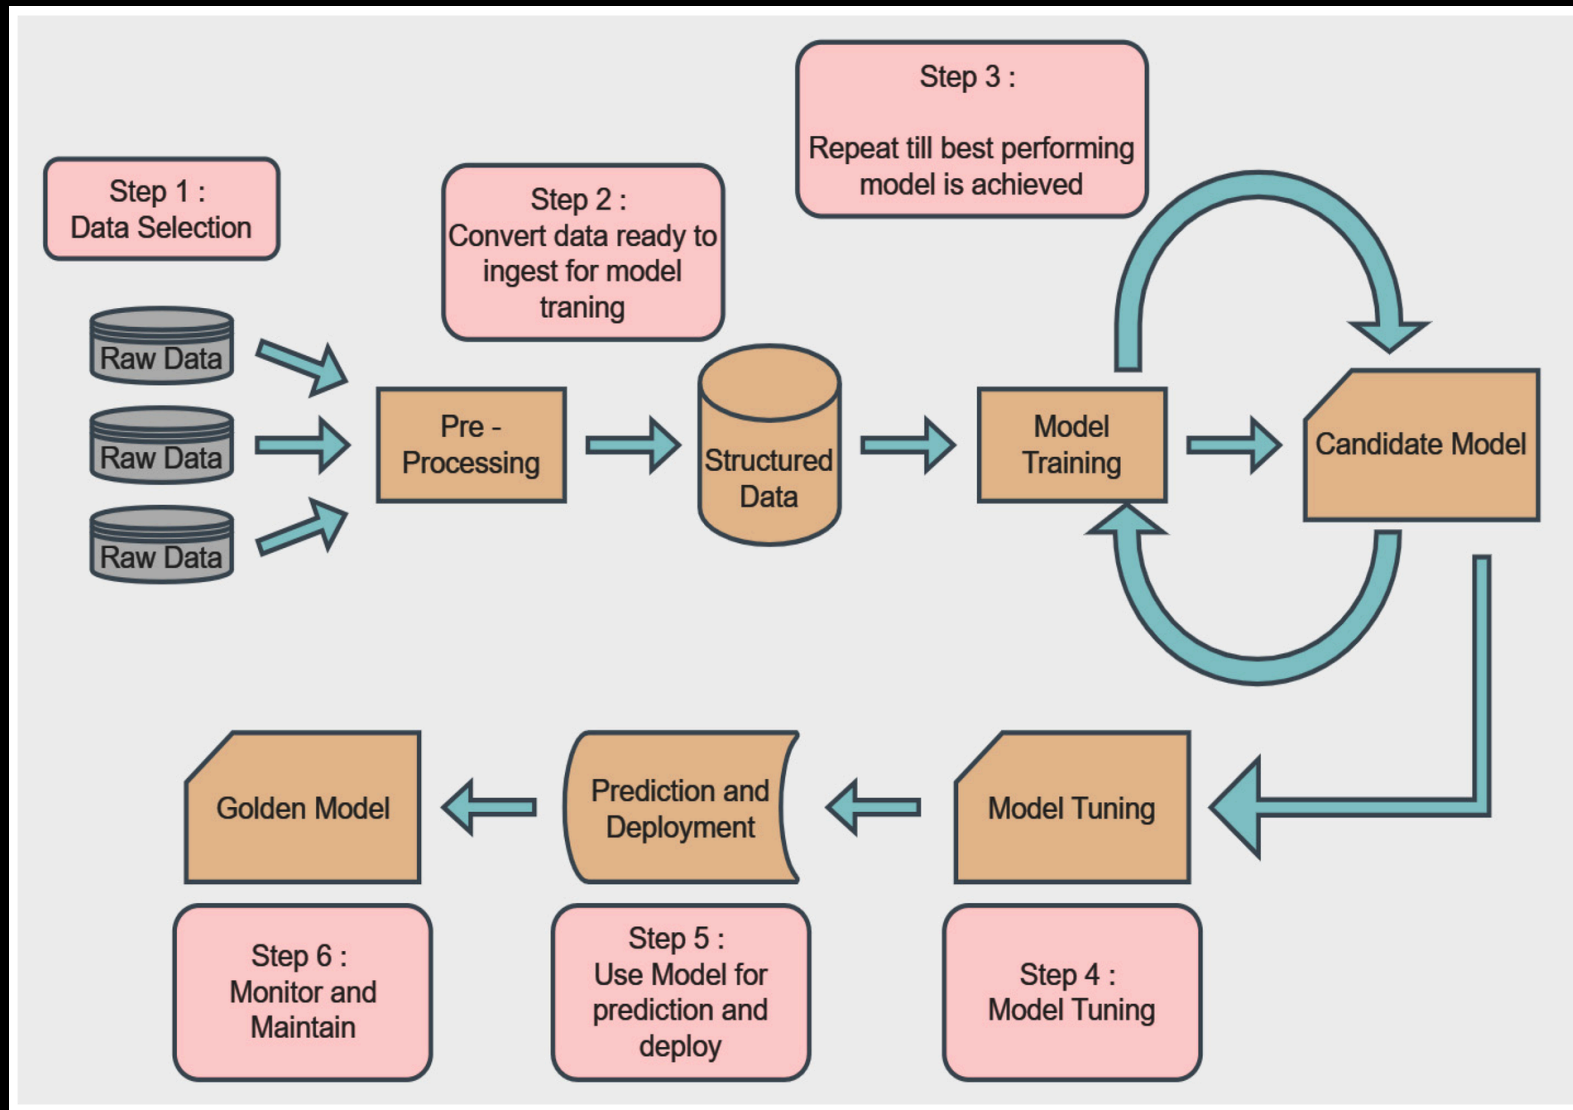 Step 1 :
Data Selection
Step 2 :
Convert data ready to
ingest for model
traning
Step 3 :
Repeat till best performing
model is achieved
Raw Data
Raw Data
Raw Data
Pre -
Processing
Structured
Data
Model
Training
Candidate Model
Golden Model
Prediction and
Deployment
Model Tuning
Step 6 :
Monitor and
Maintain
Step 5 :
Use Model for
prediction and
deploy
Step 4 :
Model Tuning